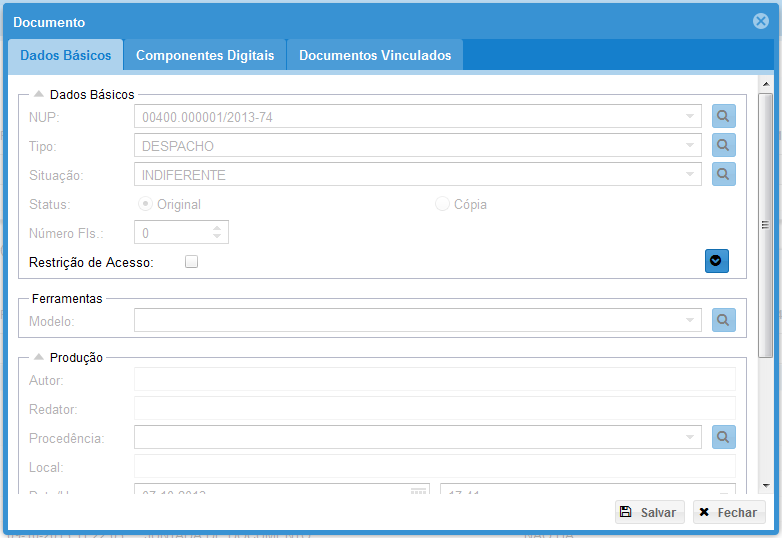 Documento
Dados Básicos Componentes Digitais Documentos Vinculados
Dados Básicos
NUP: 00400.000001/2013-74
Tipo: DESPACHO
Situação: INDIFERENTE
Status: Original Cópia
Número Fls.: 0
Restrição de Acesso:
Ferramentas
Modelo:
Produção
Autor:
Redator:
Procedência:
Local:
Salvar Fechar